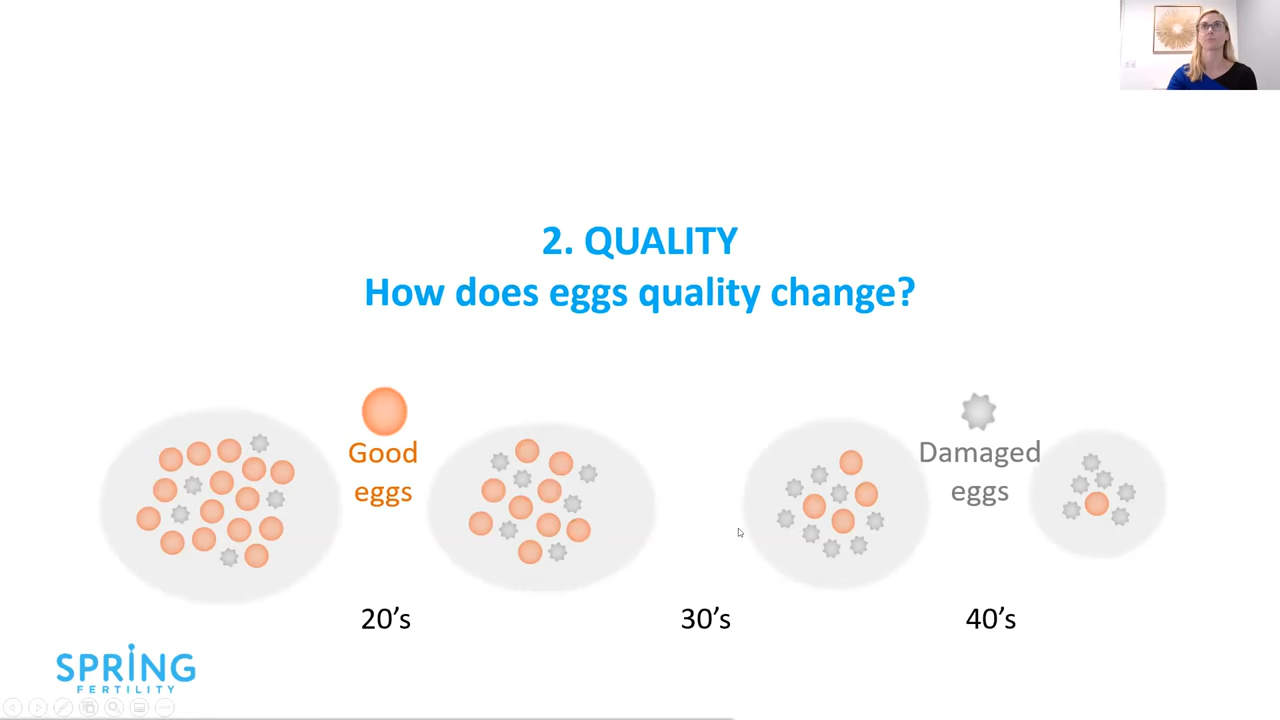 2. QUALITY
How does eggs quality change?
Good
eggs
Damaged
eggs
20’s
30’s
40’s
SPRING
FERTILITY